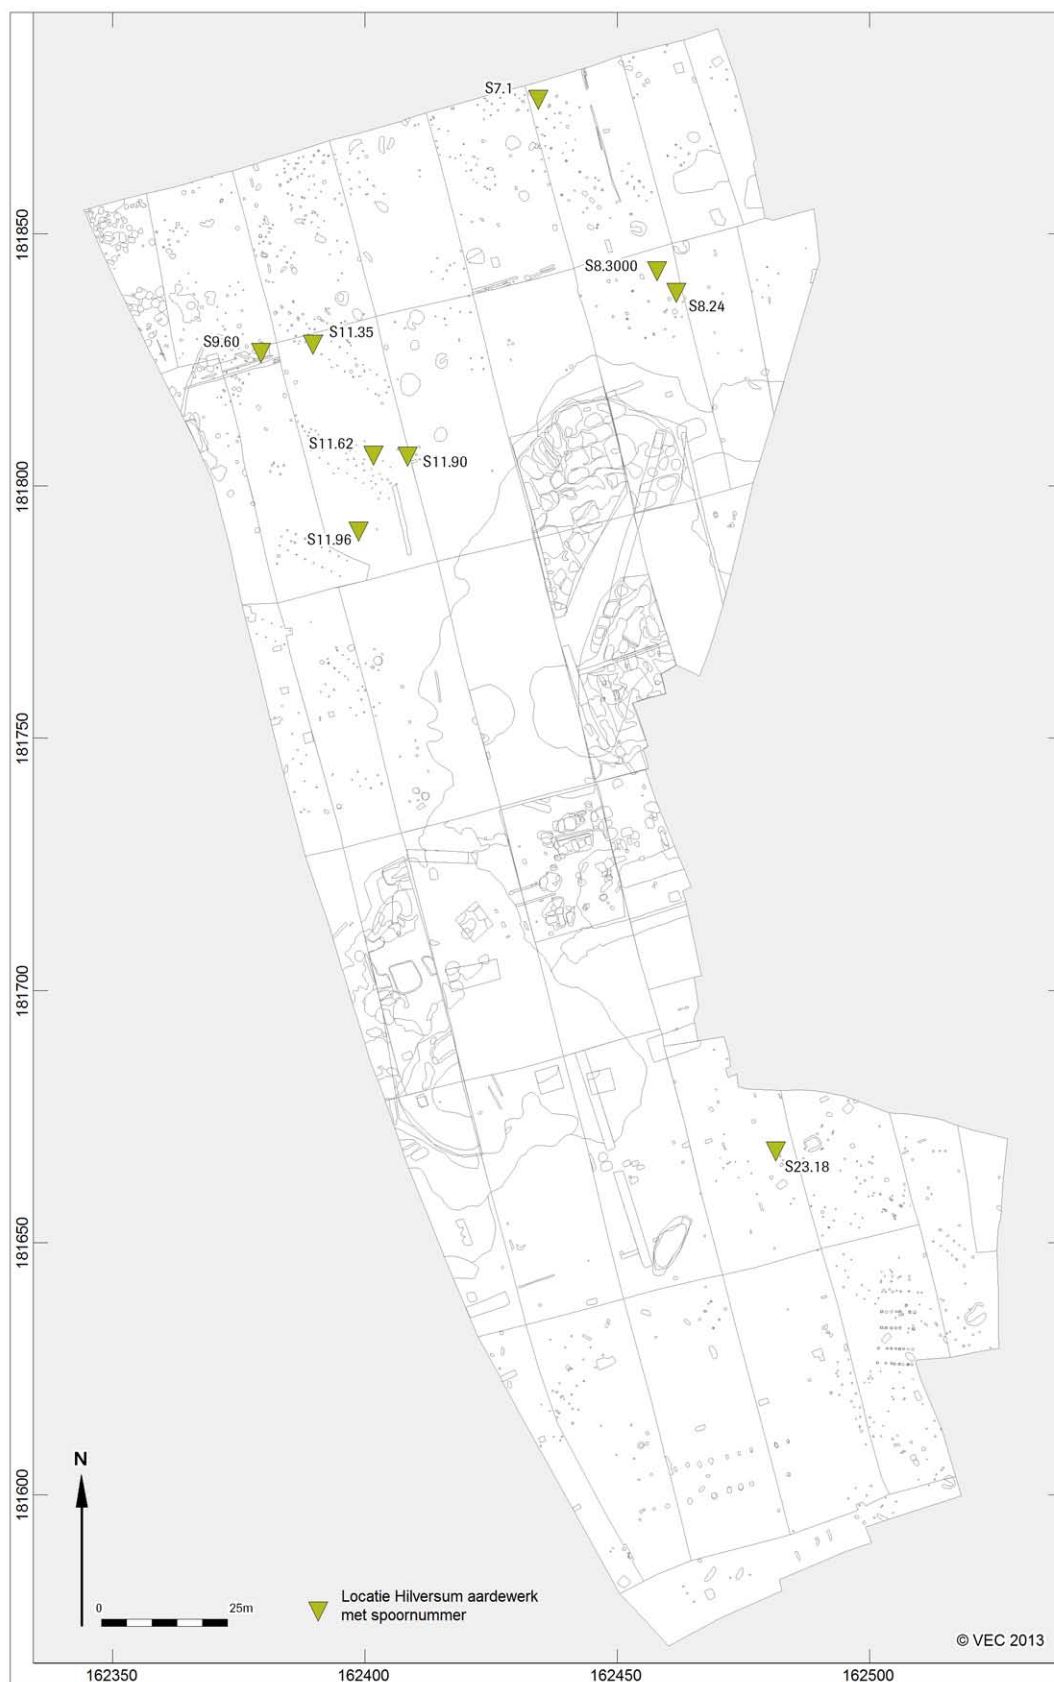 S7.1
181850
S8.3000
S8.24
S11.35
S9.60
S11.62
S11.90
181800
S11.96
181750
181700
S23.18
181650
181600
N
0 25m
Locatie Hilversum aardewerk
met spoornummer
© VEC 2013
162350 162400 162450 162500